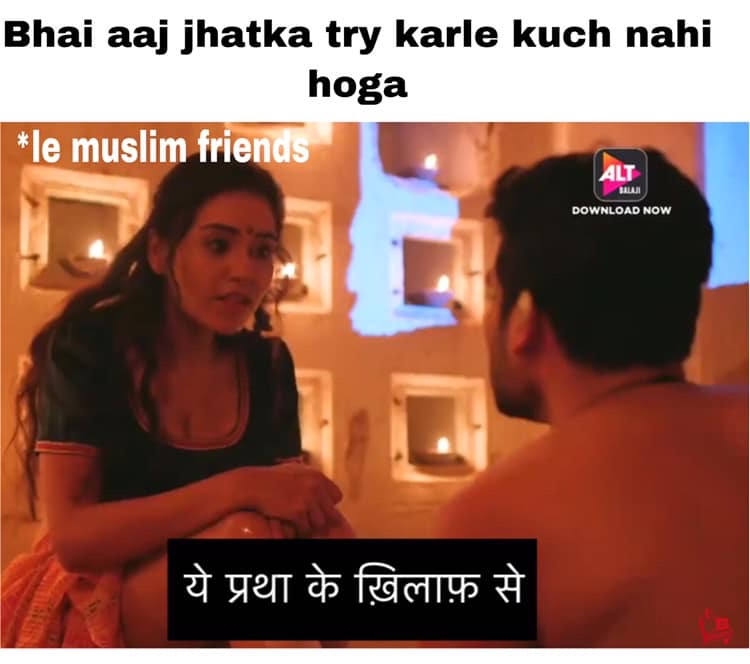 Bhai aaj jhatka try karle kuch nahi
hoga
*le muslim friends
ALT
BALAJI
DOWNLOAD NOW
ये प्रथा के ख़िलाफ़ से